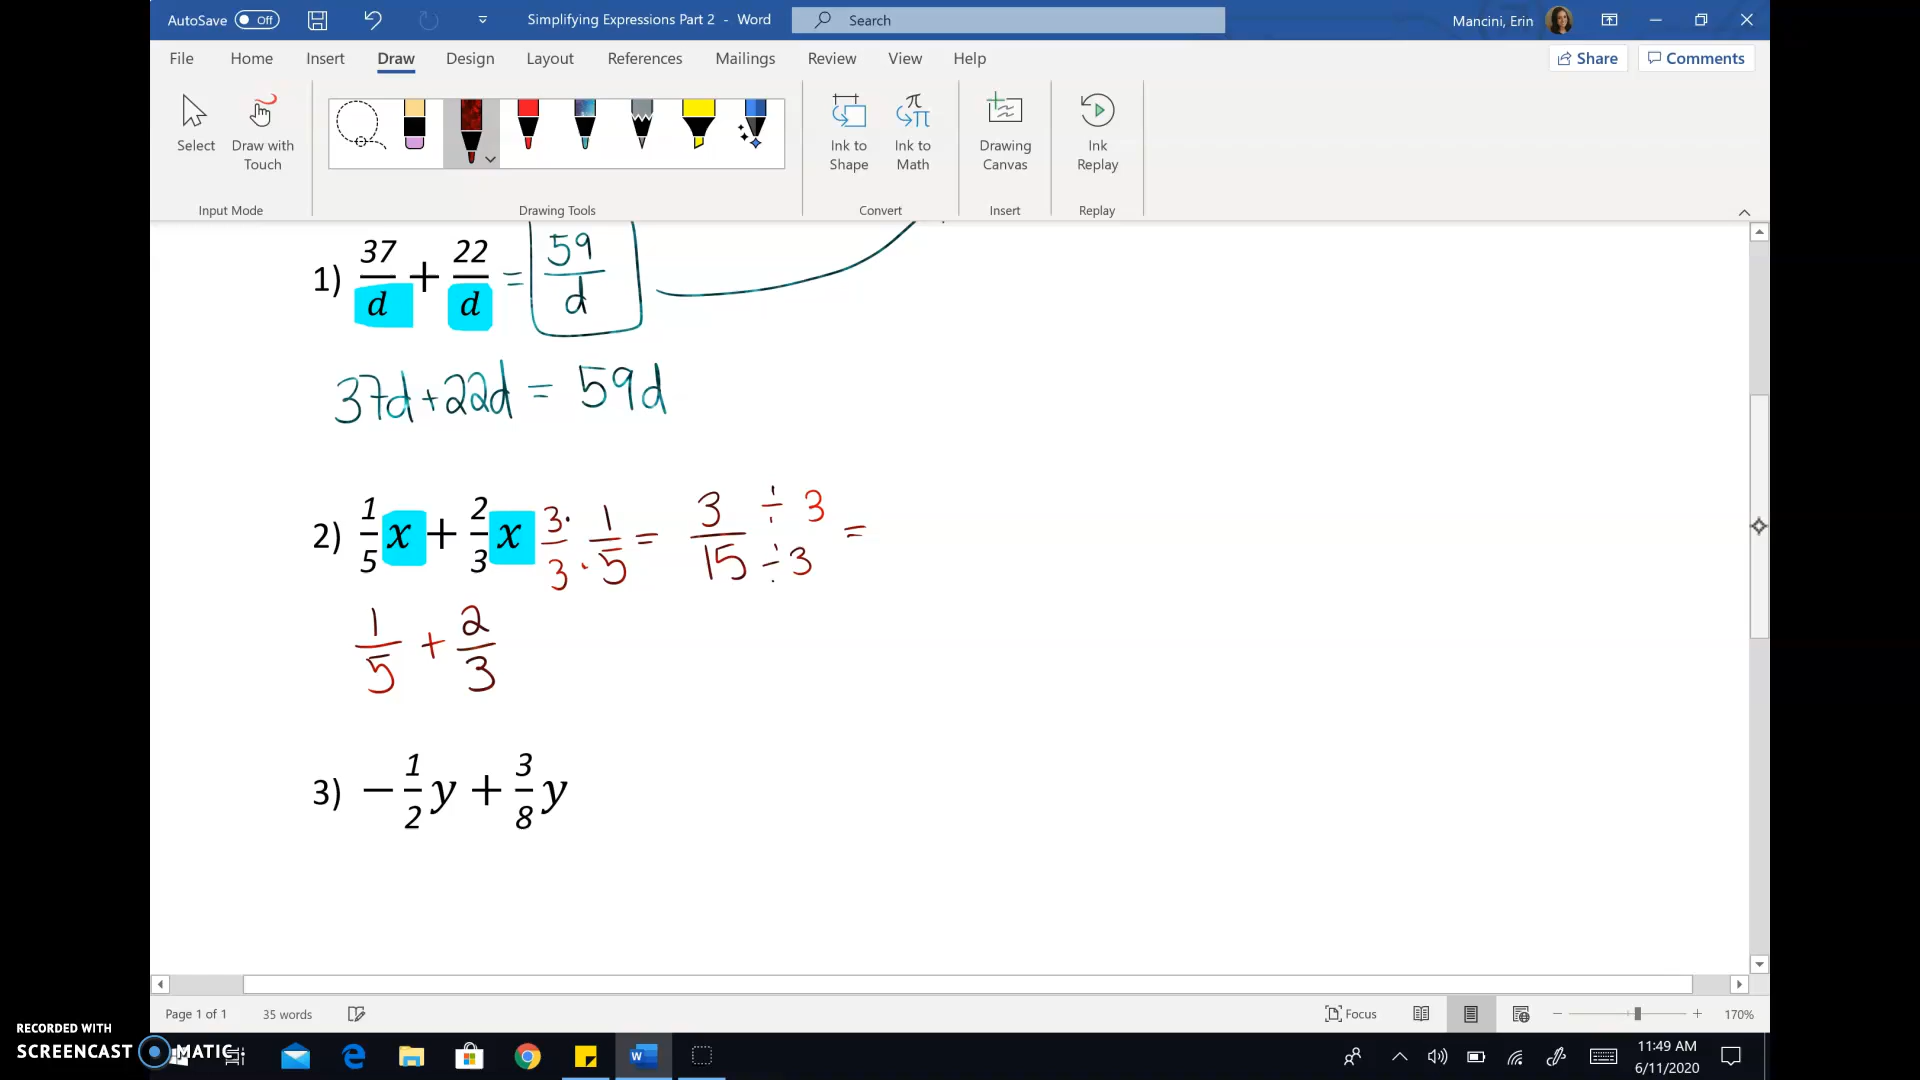 AutoSave Off Simplifying Expressions Part 2 - Word Search Mancini, Erin
File Home Insert Draw Design Layout References Mailings Review View Help Share Comments
Select Draw with Touch Ink to Shape Ink to Math Drawing Canvas Ink Replay
Input Mode Drawing Tools Convert Insert Replay
1) 37/d + 22/d = 59/d
37d + 22d = 59d
2) 1/5 x + 2/3 x 3/3 · 1/5 = 3/15 ÷ 3 ÷ 3 =
1/5 + 2/3
3) − 1/2 y + 3/8 y
Page 1 of 1 35 words Focus 170%
RECORDED WITH
SCREENCAST MATIC
11:49 AM
6/11/2020